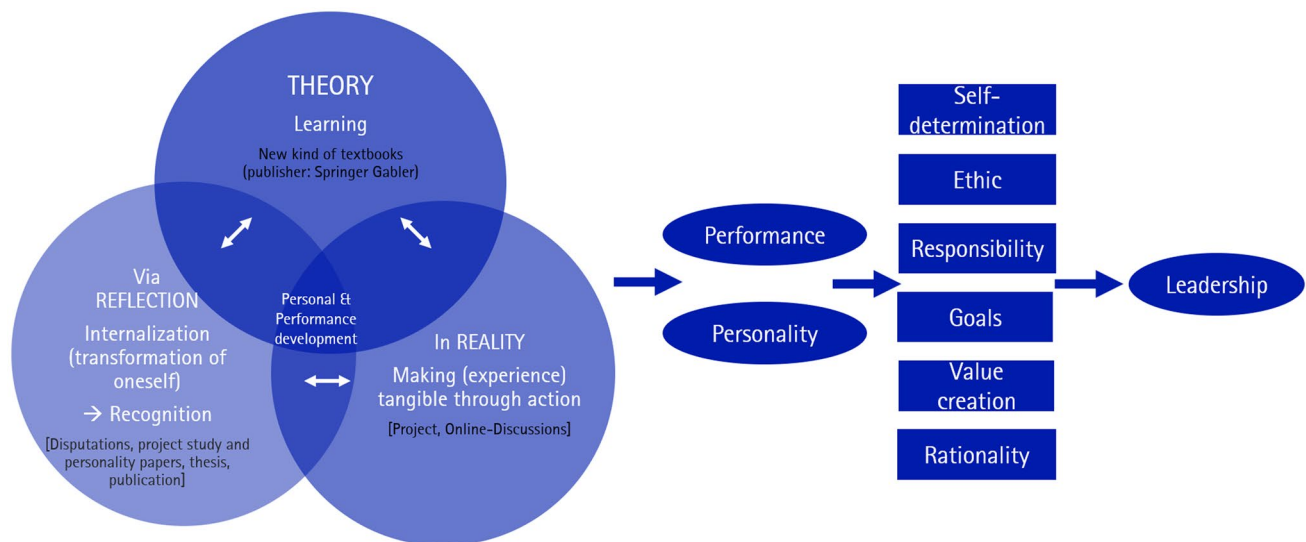 THEORY
Learning
New kind of textbooks
(publisher: Springer Gabler)
Via
REFLECTION
Internalization
(transformation of
oneself)
→ Recognition
[Disputations, project study and
personality papers, thesis,
publication]
Personal &
Performance
development
In REALITY
Making (experience)
tangible through action
[Project, Online-Discussions]
Performance
Personality
Self-
determination
Ethic
Responsibility
Goals
Value
creation
Rationality
Leadership